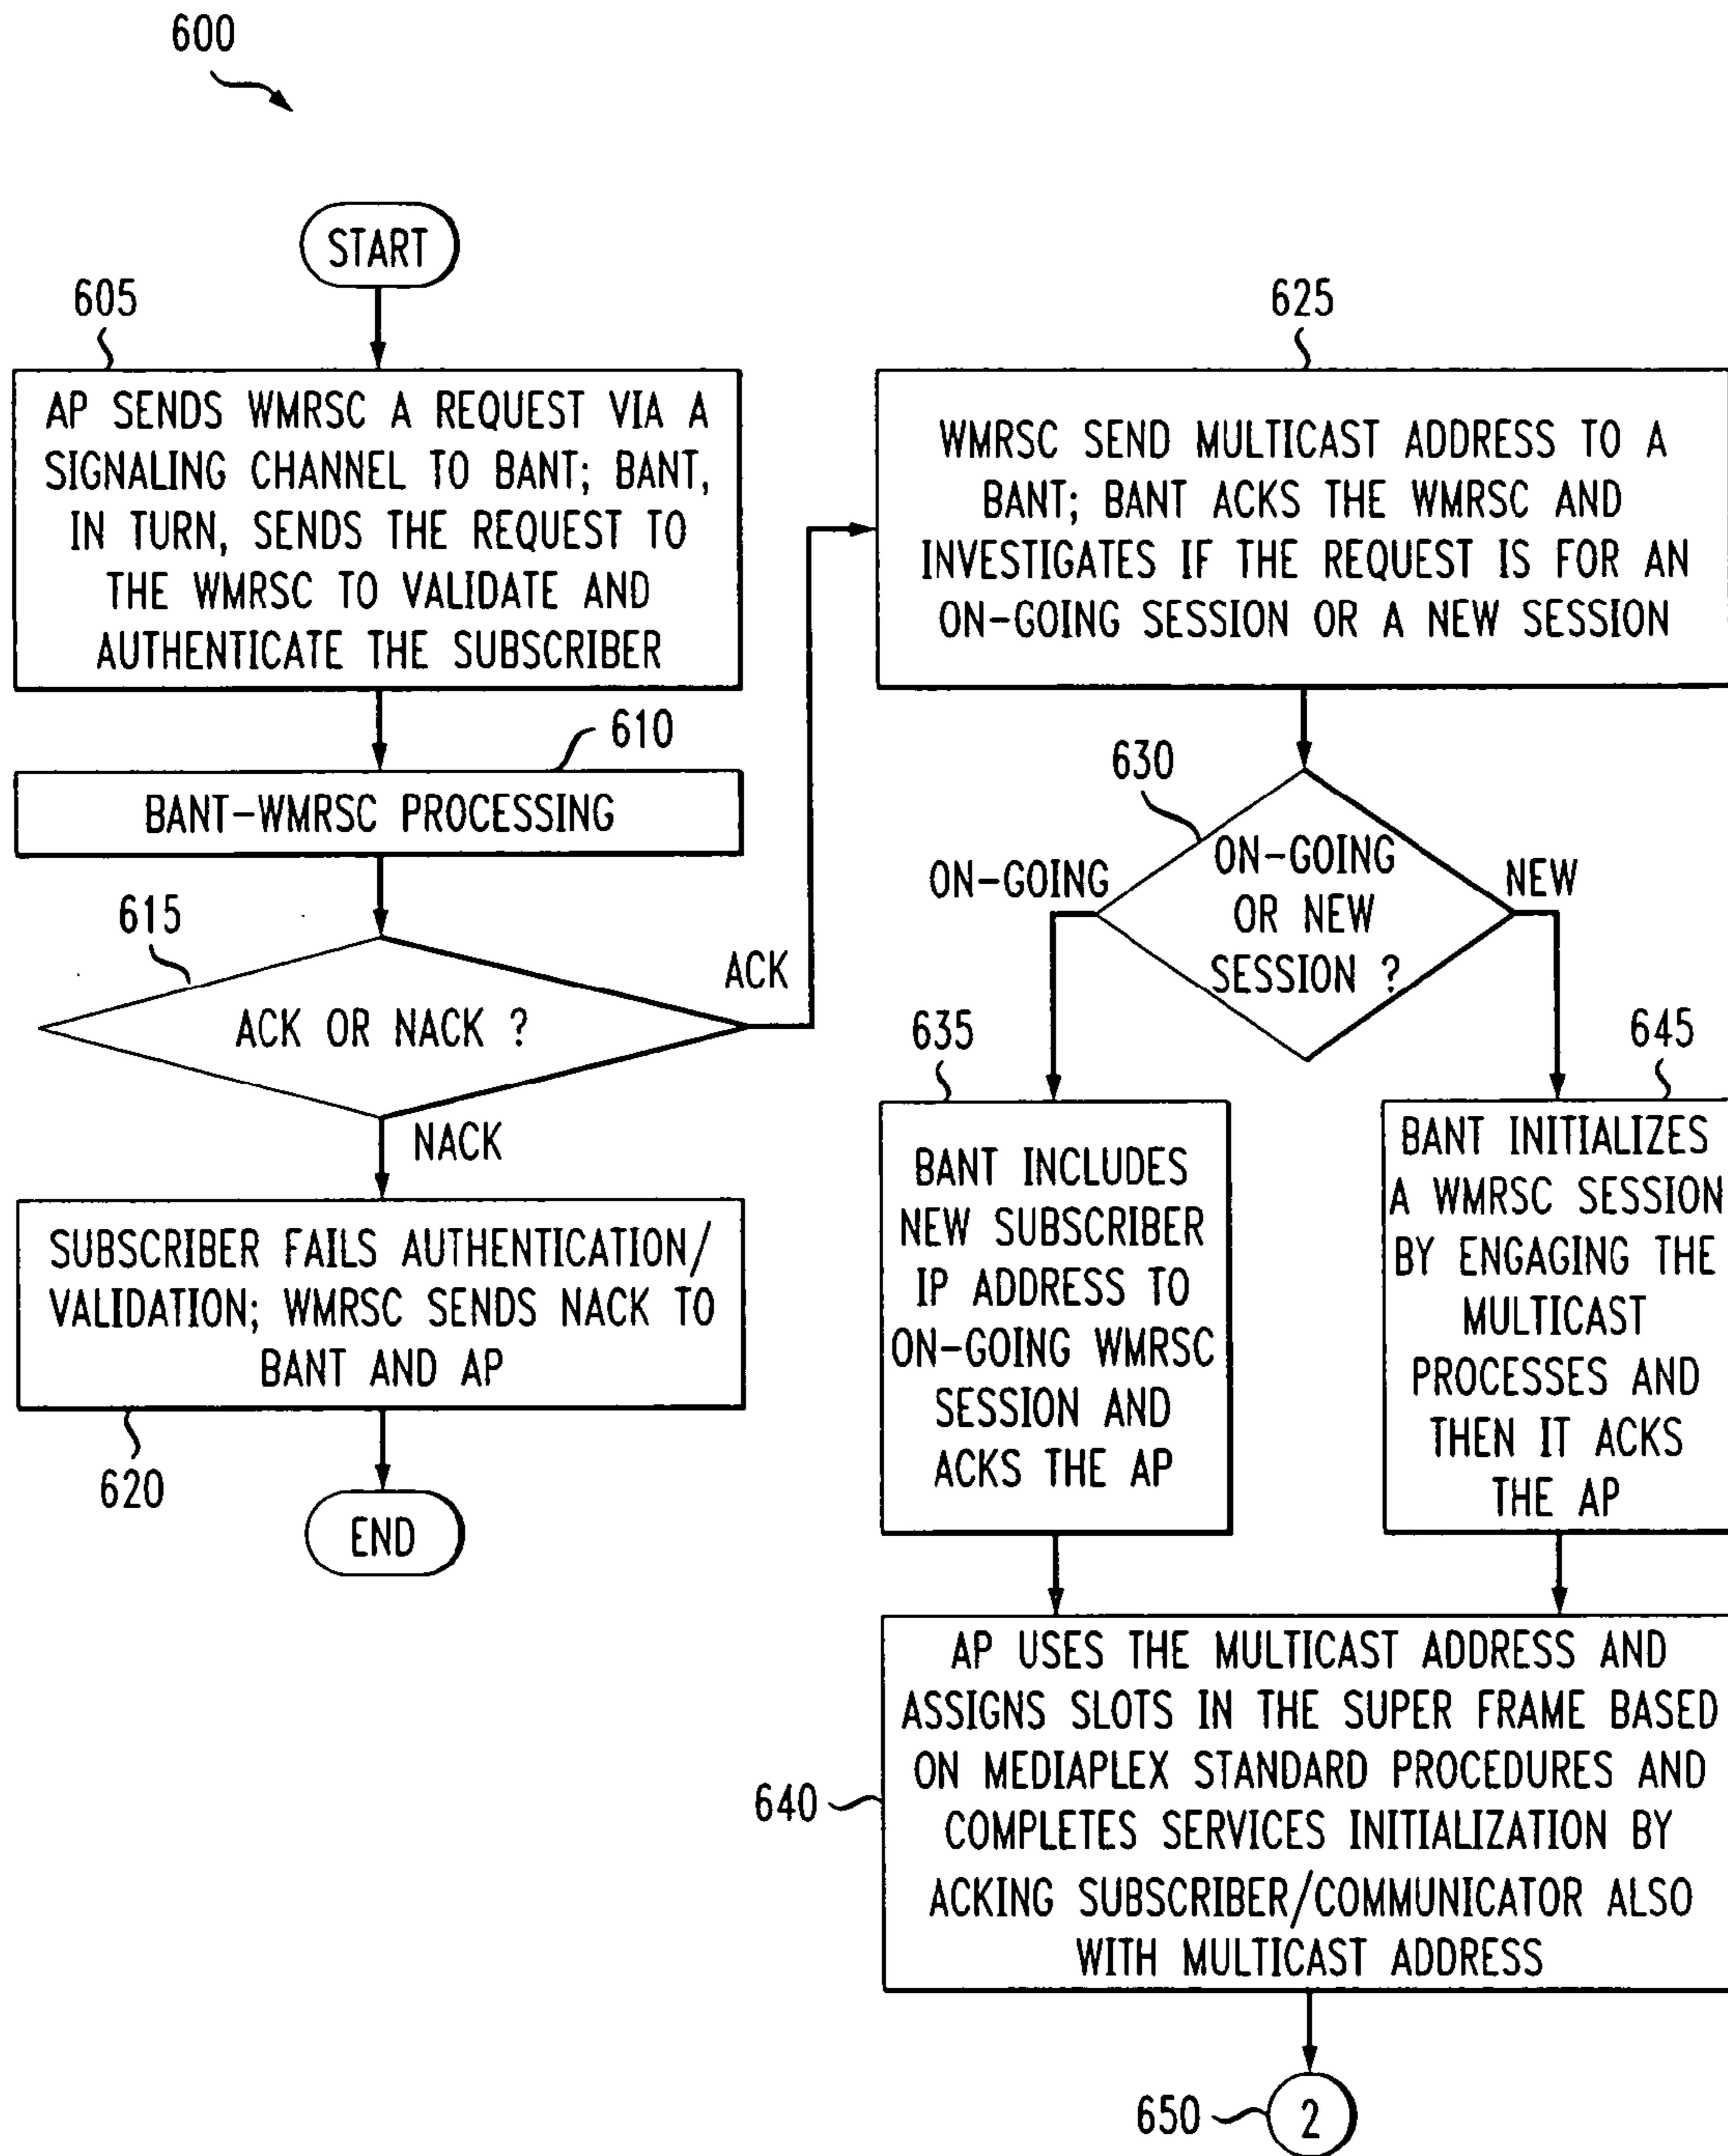 600
START
605
AP SENDS WMRSC A REQUEST VIA A
SIGNALING CHANNEL TO BANT; BANT,
IN TURN, SENDS THE REQUEST TO
THE WMRSC TO VALIDATE AND
AUTHENTICATE THE SUBSCRIBER
610
BANT-WMRSC PROCESSING
615
ACK OR NACK ?
ACK
NACK
SUBSCRIBER FAILS AUTHENTICATION/
VALIDATION; WMRSC SENDS NACK TO
BANT AND AP
620
END
625
WMRSC SEND MULTICAST ADDRESS TO A
BANT; BANT ACKS THE WMRSC AND
INVESTIGATES IF THE REQUEST IS FOR AN
ON-GOING SESSION OR A NEW SESSION
630
ON-GOING
OR NEW
SESSION ?
ON-GOING
NEW
635
BANT INCLUDES
NEW SUBSCRIBER
IP ADDRESS TO
ON-GOING WMRSC
SESSION AND
ACKS THE AP
645
BANT INITIALIZES
A WMRSC SESSION
BY ENGAGING THE
MULTICAST
PROCESSES AND
THEN IT ACKS
THE AP
640
AP USES THE MULTICAST ADDRESS AND
ASSIGNS SLOTS IN THE SUPER FRAME BASED
ON MEDIAPLEX STANDARD PROCEDURES AND
COMPLETES SERVICES INITIALIZATION BY
ACKING SUBSCRIBER/COMMUNICATOR ALSO
WITH MULTICAST ADDRESS
650
2